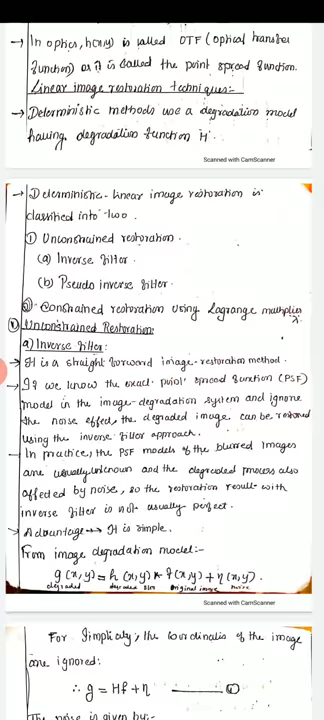 → In optics, h(x,y) is called OTF (optical transfer
function) or it is called the point spread function.
Linear image restoration techniques:-
→ Deterministic methods use a degradation model
having degradation function 'H'
Scanned with CamScanner
→ Deterministic-linear image restoration is
classified into two.
① Unconstrained restoration.
(a) Inverse filter.
(b) Pseudo inverse filter.
② Constrained restoration using Lagrange multiplier
Unconstrained Restoration:
a) Inverse filter:
→ It is a straight forward image-restoration method.
→ If we know the exact point spread function (PSF)
model in the image-degradation system and ignore
the noise effect, the degraded image can be restored
using the inverse filter approach.
→ In practice, the PSF models of the blurred images
are usually unknown and the degraded process also
affected by noise, so the restoration result with
inverse filter is not usually perfect.
→ Advantage → It is simple.
From image degradation model:-
g(x,y) = h(x,y) * f(x,y) + η(x,y).
degraded degraded original image noise
Scanned with CamScanner
For Simplicity, the coordinates of the image
are ignored:
∴ g = Hf + η
The noise is given by:-